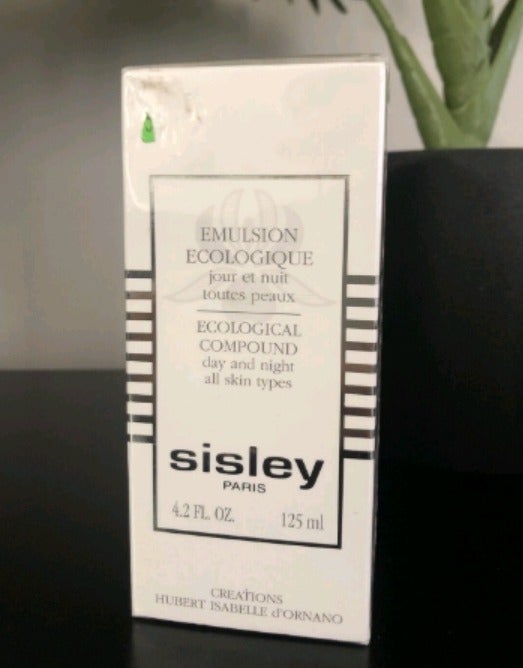 EMULSION
ECOLOGIQUE
jour et nuit
toutes peaux
ECOLOGICAL
COMPOUND
day and night
all skin types
sisley
PARIS
4.2 FL. OZ. 125 ml
CREATIONS
HUBERT ISABELLE d'ORNANO